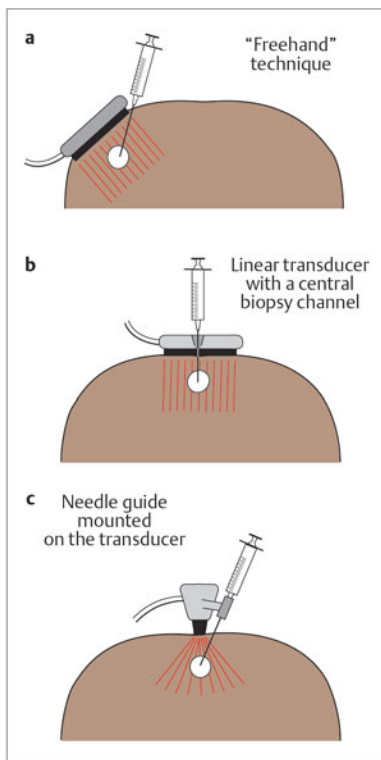 a
“Freehand”
technique
b
Linear transducer
with a central
biopsy channel
c
Needle guide
mounted
on the transducer